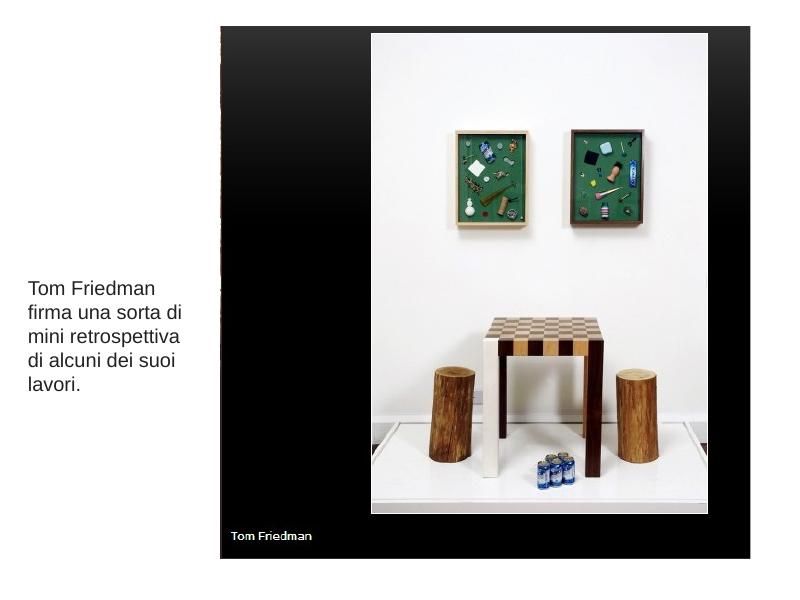 Tom Friedman
firma una sorta di
mini retrospettiva
di alcuni dei suoi
lavori.
Tom Friedman